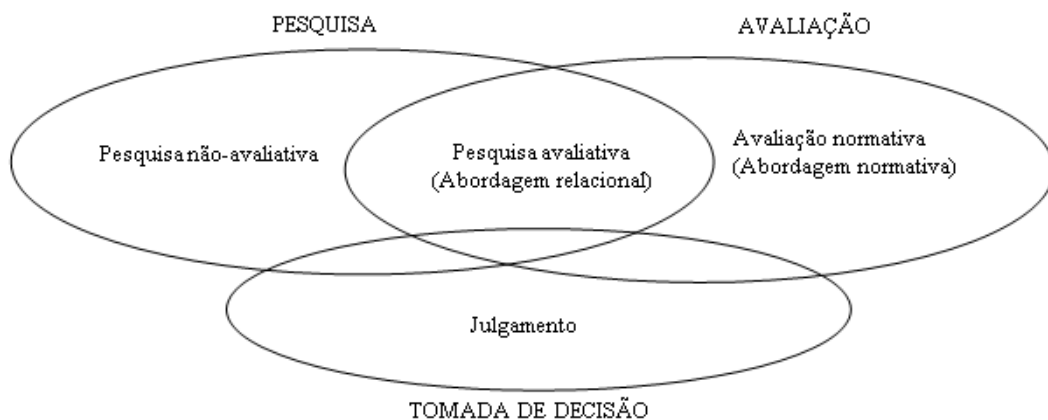 PESQUISA
AVALIAÇÃO
Pesquisa não-avaliativa
Pesquisa avaliativa
(Abordagem relacional)
Avaliação normativa
(Abordagem normativa)
Julgamento
TOMADA DE DECISÃO